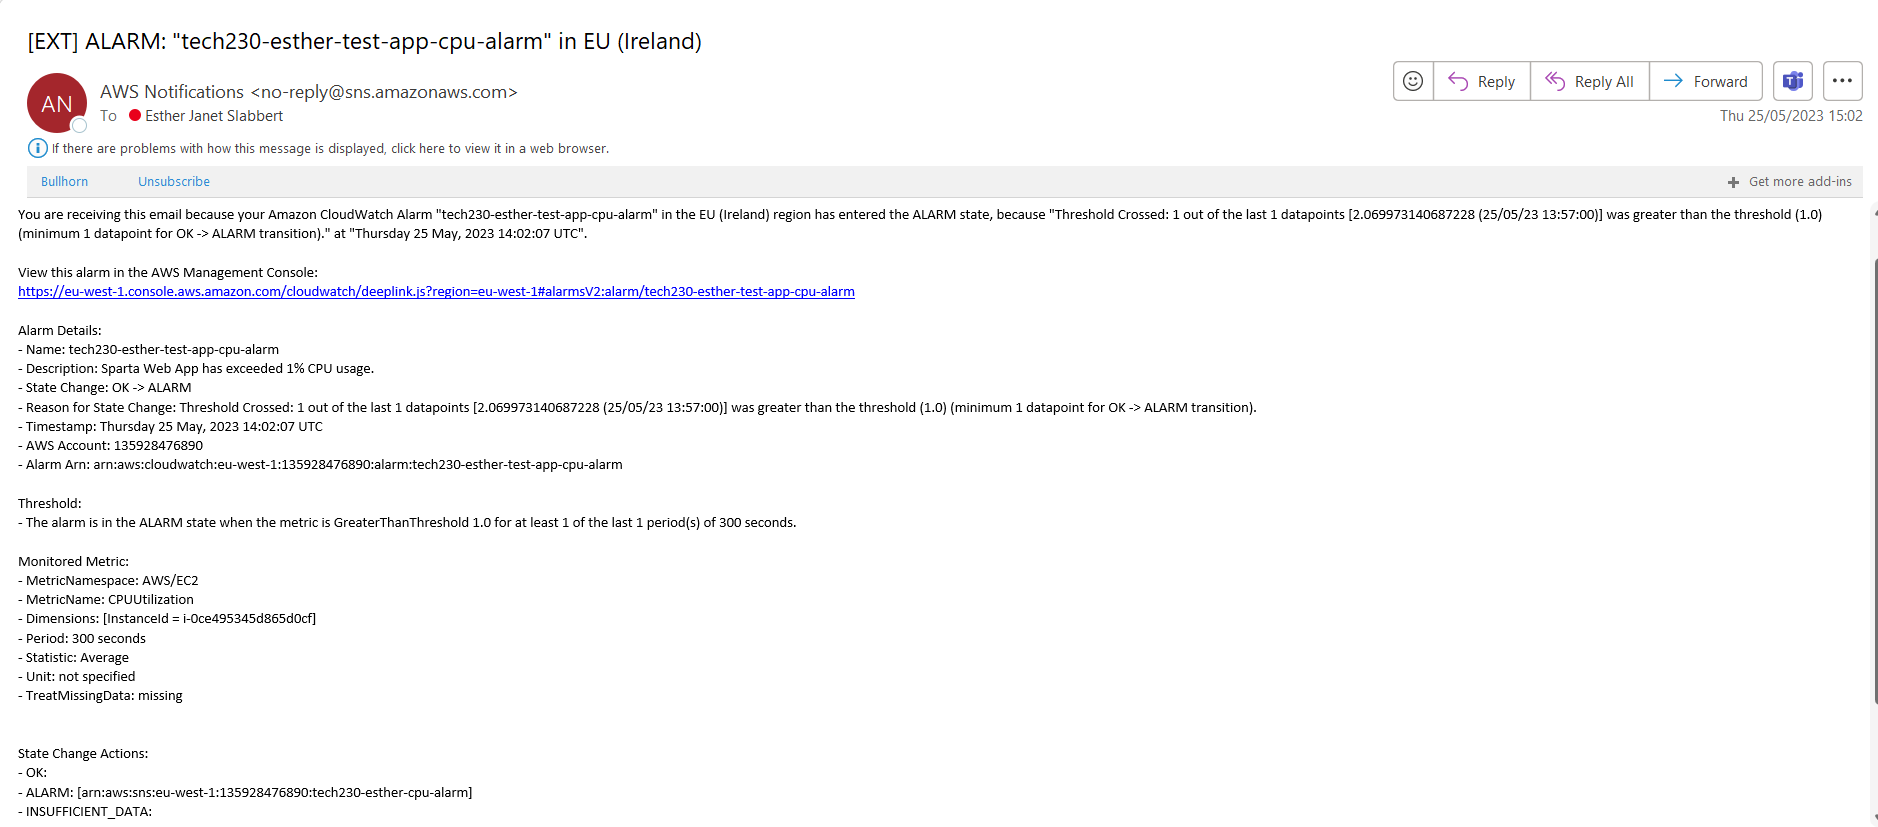 [EXT] ALARM: "tech230-esther-test-app-cpu-alarm" in EU (Ireland)
AN
AWS Notifications <no-reply@sns.amazonaws.com>
To Esther Janet Slabbert
Reply Reply All Forward
Thu 25/05/2023 15:02
If there are problems with how this message is displayed, click here to view it in a web browser.
Bullhorn Unsubscribe Get more add-ins
You are receiving this email because your Amazon CloudWatch Alarm "tech230-esther-test-app-cpu-alarm" in the EU (Ireland) region has entered the ALARM state, because "Threshold Crossed: 1 out of the last 1 datapoints [2.069973140687228 (25/05/23 13:57:00)] was greater than the threshold (1.0)
(minimum 1 datapoint for OK -> ALARM transition)." at "Thursday 25 May, 2023 14:02:07 UTC".
View this alarm in the AWS Management Console:
https://eu-west-1.console.aws.amazon.com/cloudwatch/deeplink.js?region=eu-west-1#alarmsV2:alarm/tech230-esther-test-app-cpu-alarm
Alarm Details:
- Name: tech230-esther-test-app-cpu-alarm
- Description: Sparta Web App has exceeded 1% CPU usage.
- State Change: OK -> ALARM
- Reason for State Change: Threshold Crossed: 1 out of the last 1 datapoints [2.069973140687228 (25/05/23 13:57:00)] was greater than the threshold (1.0) (minimum 1 datapoint for OK -> ALARM transition).
- Timestamp: Thursday 25 May, 2023 14:02:07 UTC
- AWS Account: 135928476890
- Alarm Arn: arn:aws:cloudwatch:eu-west-1:135928476890:alarm:tech230-esther-test-app-cpu-alarm
Threshold:
- The alarm is in the ALARM state when the metric is GreaterThanThreshold 1.0 for at least 1 of the last 1 period(s) of 300 seconds.
Monitored Metric:
- MetricNamespace: AWS/EC2
- MetricName: CPUUtilization
- Dimensions: [InstanceId = i-0ce495345d865d0cf]
- Period: 300 seconds
- Statistic: Average
- Unit: not specified
- TreatMissingData: missing
State Change Actions:
- OK:
- ALARM: [arn:aws:sns:eu-west-1:135928476890:tech230-esther-cpu-alarm]
- INSUFFICIENT_DATA: